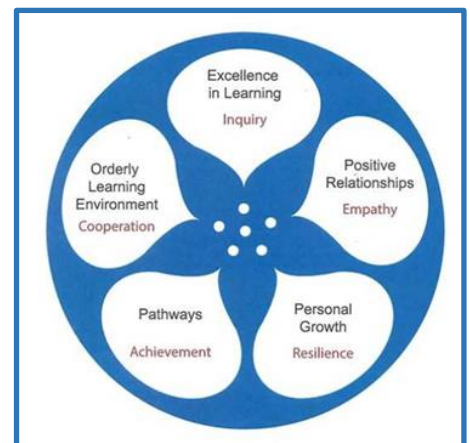 Excellence
in Learning
Inquiry
Positive
Relationships
Empathy
Personal
Growth
Resilience
Pathways
Achievement
Orderly
Learning
Environment
Cooperation